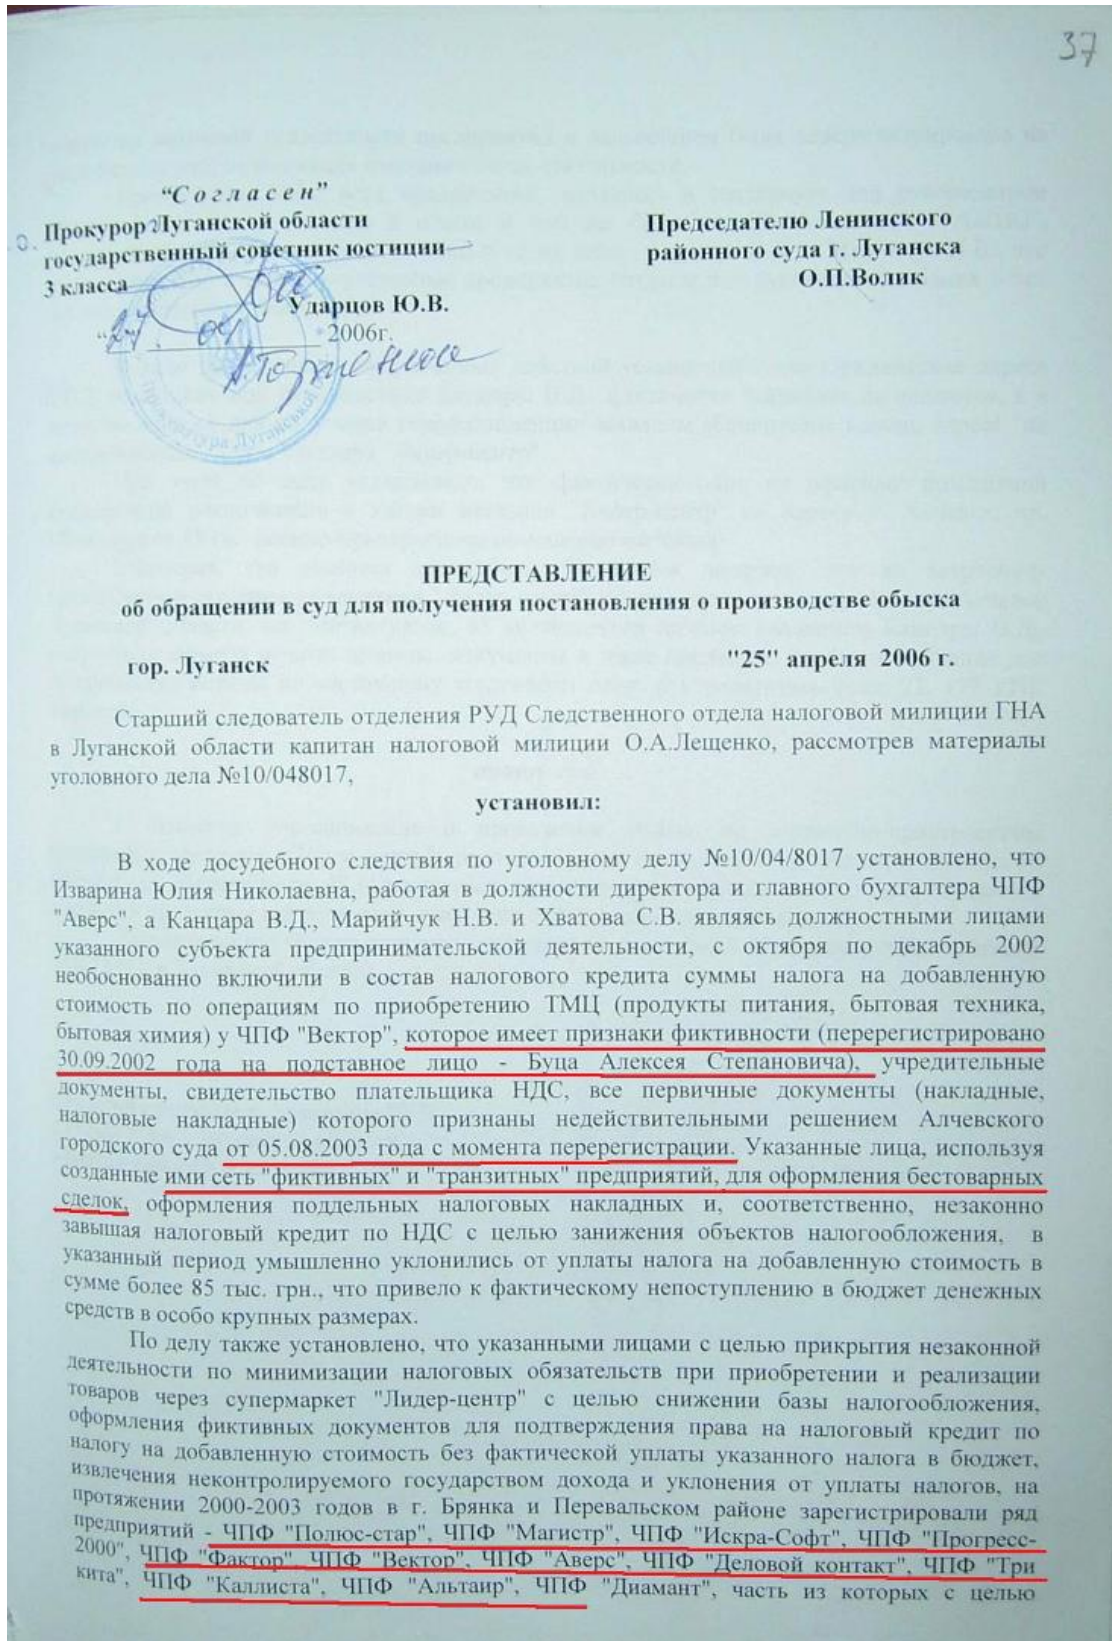 37
"Согласен"
Прокурор Луганской области
государственный советник юстиции
3 класса
Ударцов Ю.В.
"27" 04 2006г.
Председателю Ленинского
районного суда г. Луганска
О.П.Волик
ПРЕДСТАВЛЕНИЕ
об обращении в суд для получения постановления о производстве обыска
гор. Луганск "25" апреля 2006 г.
Старший следователь отделения РУД Следственного отдела налоговой милиции ГНА
в Луганской области капитан налоговой милиции О.А.Лещенко, рассмотрев материалы
уголовного дела №10/048017,
установил:
В ходе досудебного следствия по уголовному делу №10/04/8017 установлено, что
Изварина Юлия Николаевна, работая в должности директора и главного бухгалтера ЧПФ
"Аверс", а Канцара В.Д., Марийчук Н.В. и Хватова С.В. являясь должностными лицами
указанного субъекта предпринимательской деятельности, с октября по декабрь 2002
необоснованно включили в состав налогового кредита суммы налога на добавленную
стоимость по операциям по приобретению ТМЦ (продукты питания, бытовая техника,
бытовая химия) у ЧПФ "Вектор", которое имеет признаки фиктивности (перерегистрировано
30.09.2002 года на подставное лицо - Буца Алексея Степановича), учредительные
документы, свидетельство плательщика НДС, все первичные документы (накладные,
налоговые накладные) которого признаны недействительными решением Алчевского
городского суда от 05.08.2003 года с момента перерегистрации. Указанные лица, используя
созданные ими сеть "фиктивных" и "транзитных" предприятий, для оформления бестоварных
сделок, оформления поддельных налоговых накладных и, соответственно, незаконно
завышая налоговый кредит по НДС с целью занижения объектов налогообложения, в
указанный период умышленно уклонились от уплаты налога на добавленную стоимость в
сумме более 85 тыс. грн., что привело к фактическому непоступлению в бюджет денежных
средств в особо крупных размерах.
По делу также установлено, что указанными лицами с целью прикрытия незаконной
деятельности по минимизации налоговых обязательств при приобретении и реализации
товаров через супермаркет "Лидер-центр" с целью снижении базы налогообложения,
оформления фиктивных документов для подтверждения права на налоговый кредит по
налогу на добавленную стоимость без фактической уплаты указанного налога в бюджет,
извлечения неконтролируемого государством дохода и уклонения от уплаты налогов, на
протяжении 2000-2003 годов в г. Брянка и Перевальском районе зарегистрировали ряд
предприятий - ЧПФ "Полюс-стар", ЧПФ "Магистр", ЧПФ "Искра-Софт", ЧПФ "Прогресс-
2000", ЧПФ "Фактор", ЧПФ "Вектор", ЧПФ "Аверс", ЧПФ "Деловой контакт", ЧПФ "Три
кита", ЧПФ "Каллиста", ЧПФ "Альтаир", ЧПФ "Диамант", часть из которых с целью